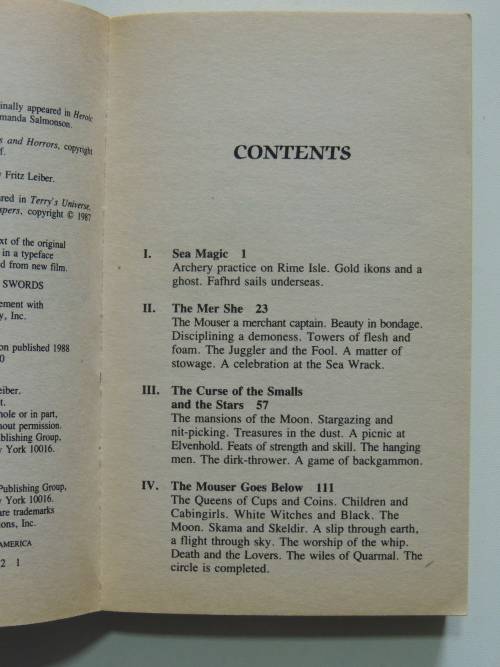 inally appeared in Heroic
manda Salmonson.
s and Horrors, copyright
f.
Fritz Leiber.
ared in Terry's Universe,
apers, copyright © 1987
xt of the original
in a typeface
d from new film.
SWORDS
ement with
y, Inc.
on published 1988
0
eiber.
t.
hole or in part,
hout permission.
ublishing Group,
w York 10016.
Publishing Group,
w York 10016.
are trademarks
ions, Inc.
AMERICA
2 1
CONTENTS
I. Sea Magic 1
Archery practice on Rime Isle. Gold ikons and a
ghost. Fafhrd sails underseas.
II. The Mer She 23
The Mouser a merchant captain. Beauty in bondage.
Disciplining a demoness. Towers of flesh and
foam. The Juggler and the Fool. A matter of
stowage. A celebration at the Sea Wrack.
III. The Curse of the Smalls
and the Stars 57
The mansions of the Moon. Stargazing and
nit-picking. Treasures in the dust. A picnic at
Elvenhold. Feats of strength and skill. The hanging
men. The dirk-thrower. A game of backgammon.
IV. The Mouser Goes Below 111
The Queens of Cups and Coins. Children and
Cabingirls. White Witches and Black. The
Moon. Skama and Skeldir. A slip through earth,
a flight through sky. The worship of the whip.
Death and the Lovers. The wiles of Quarmal. The
circle is completed.